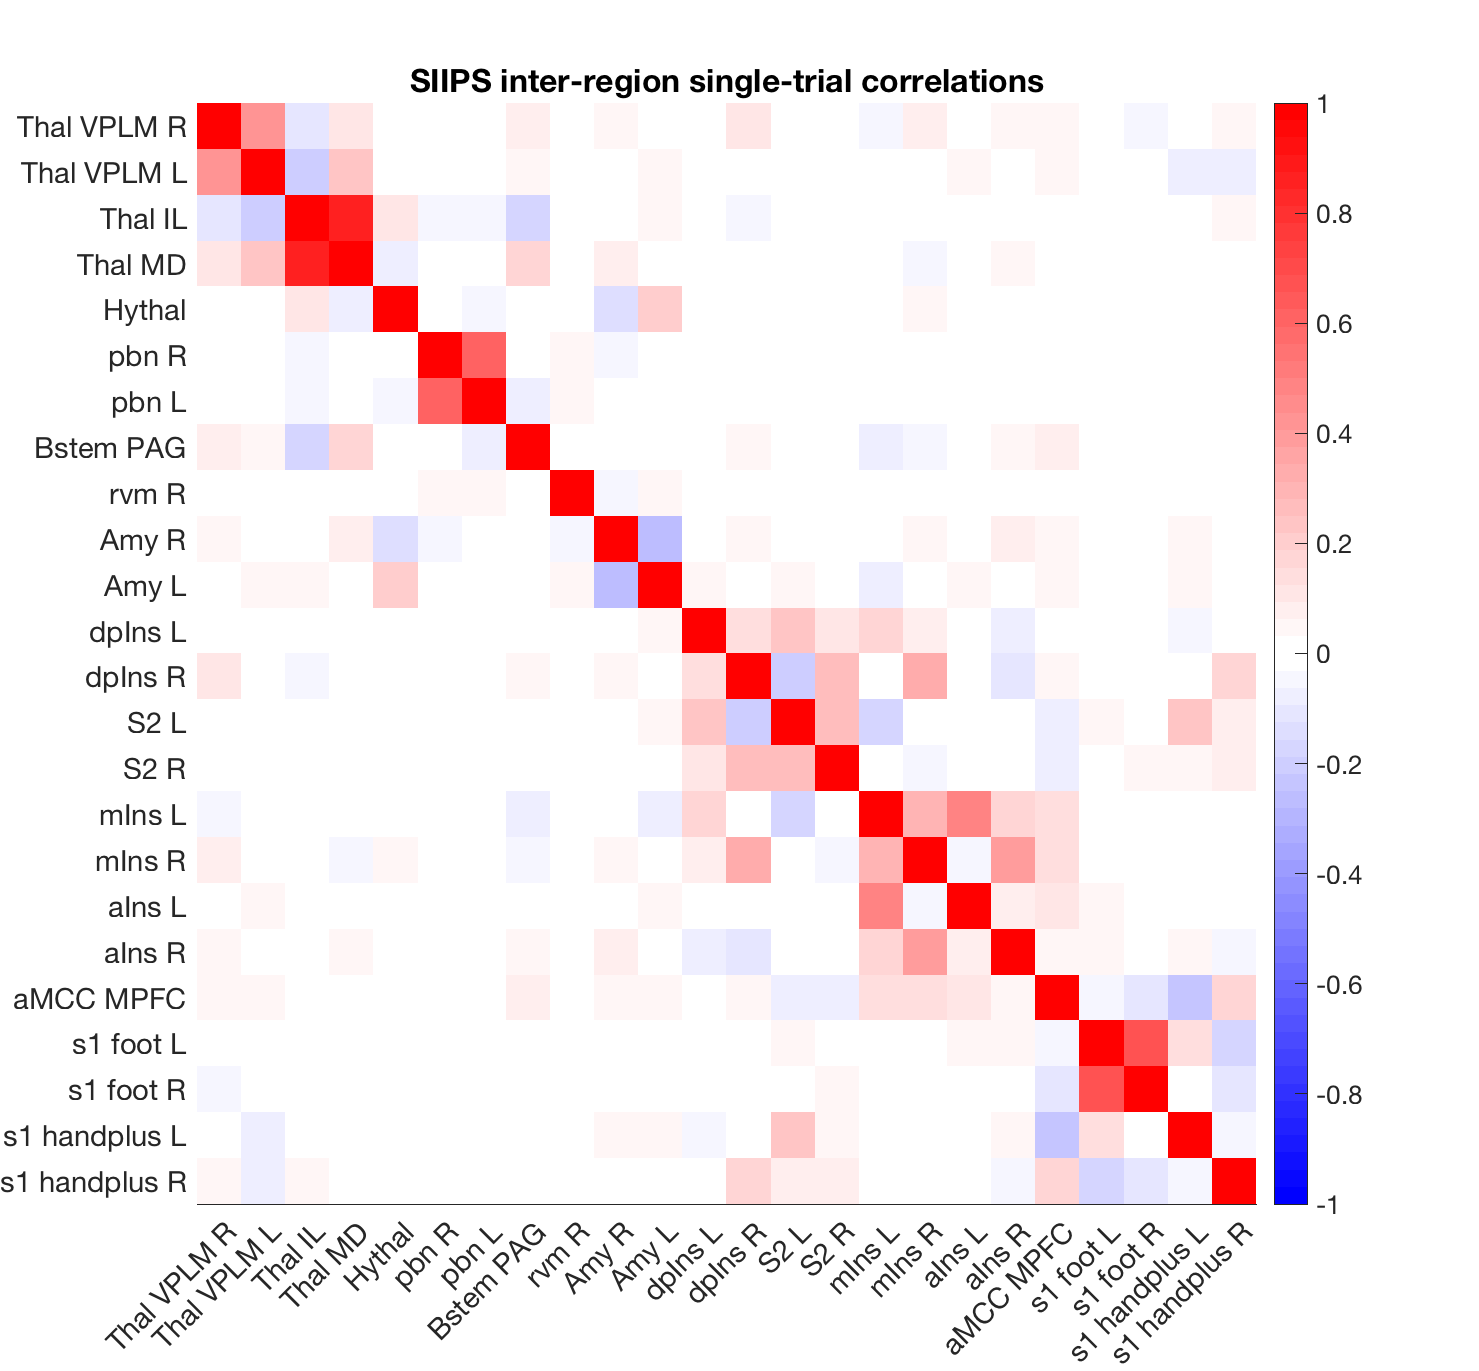 SIIPS inter-region single-trial correlations
Thal VPLM R
Thal VPLM L
Thal IL
Thal MD
Hythal
pbn R
pbn L
Bstem PAG
rvm R
Amy R
Amy L
dpIns L
dpIns R
S2 L
S2 R
mIns L
mIns R
aIns L
aIns R
aMCC MPFC
s1 foot L
s1 foot R
s1 handplus L
s1 handplus R
1
0.8
0.6
0.4
0.2
0
-0.2
-0.4
-0.6
-0.8
-1
Thal VPLM R
Thal VPLM L
Thal IL
Thal MD
Hythal
pbn R
pbn L
Bstem PAG
rvm R
Amy R
Amy L
dpIns L
dpIns R
S2 L
S2 R
mIns L
mIns R
aIns L
aIns R
aMCC MPFC
s1 foot L
s1 foot R
s1 handplus L
s1 handplus R